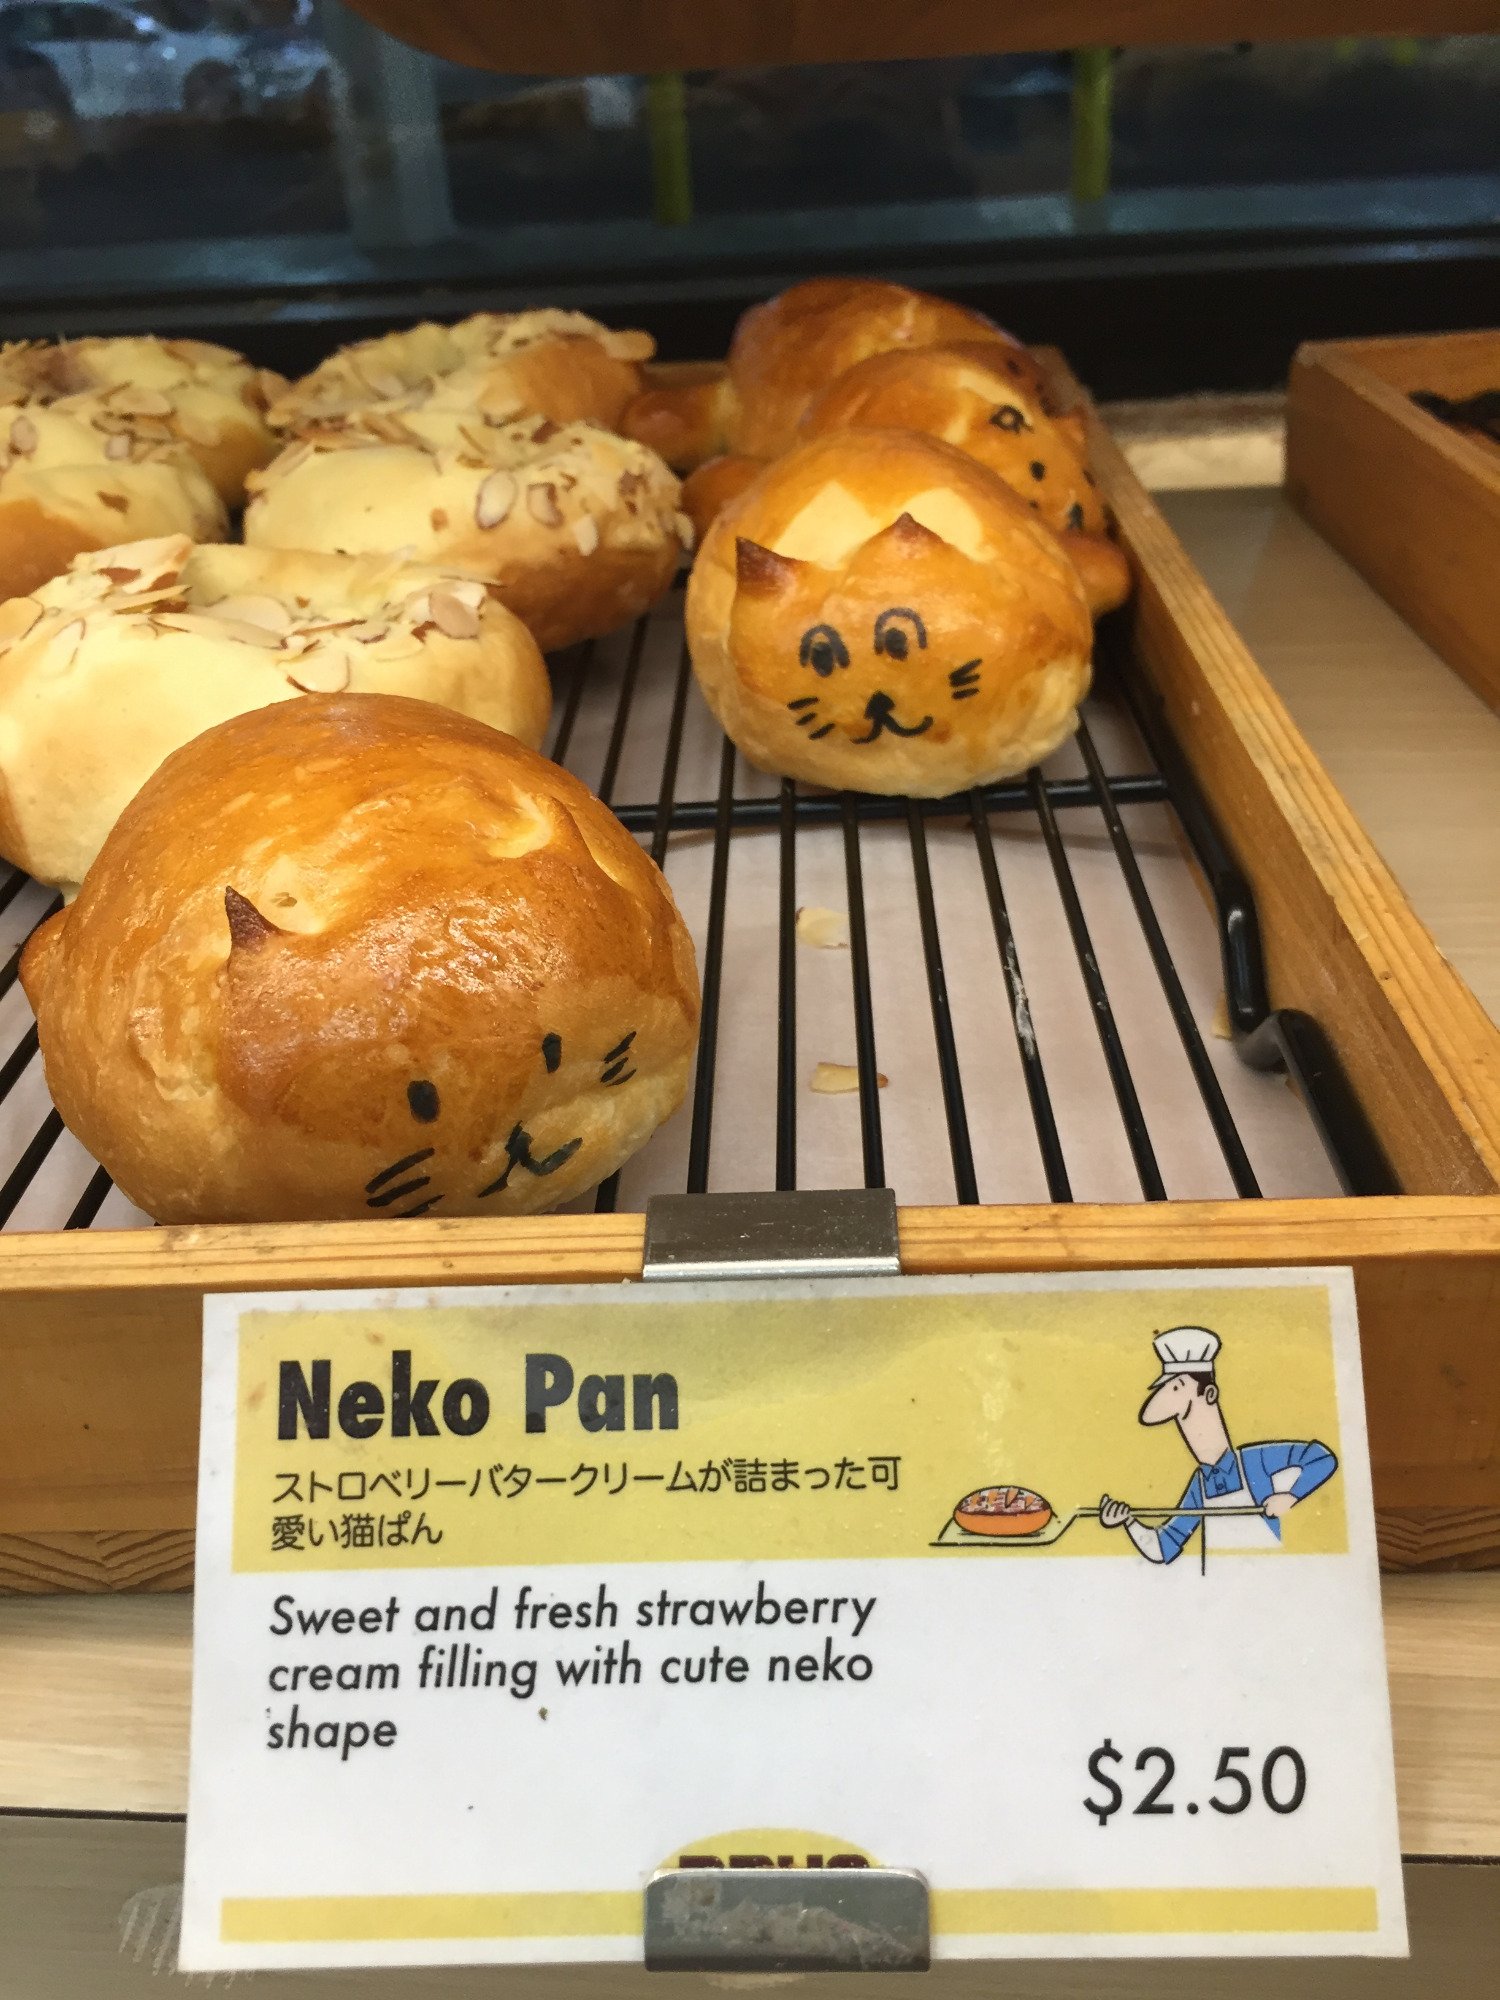 Neko Pan
ストロベリーバタークリームが詰まった可
愛い猫ぱん
Sweet and fresh strawberry
cream filling with cute neko
shape
$2.50